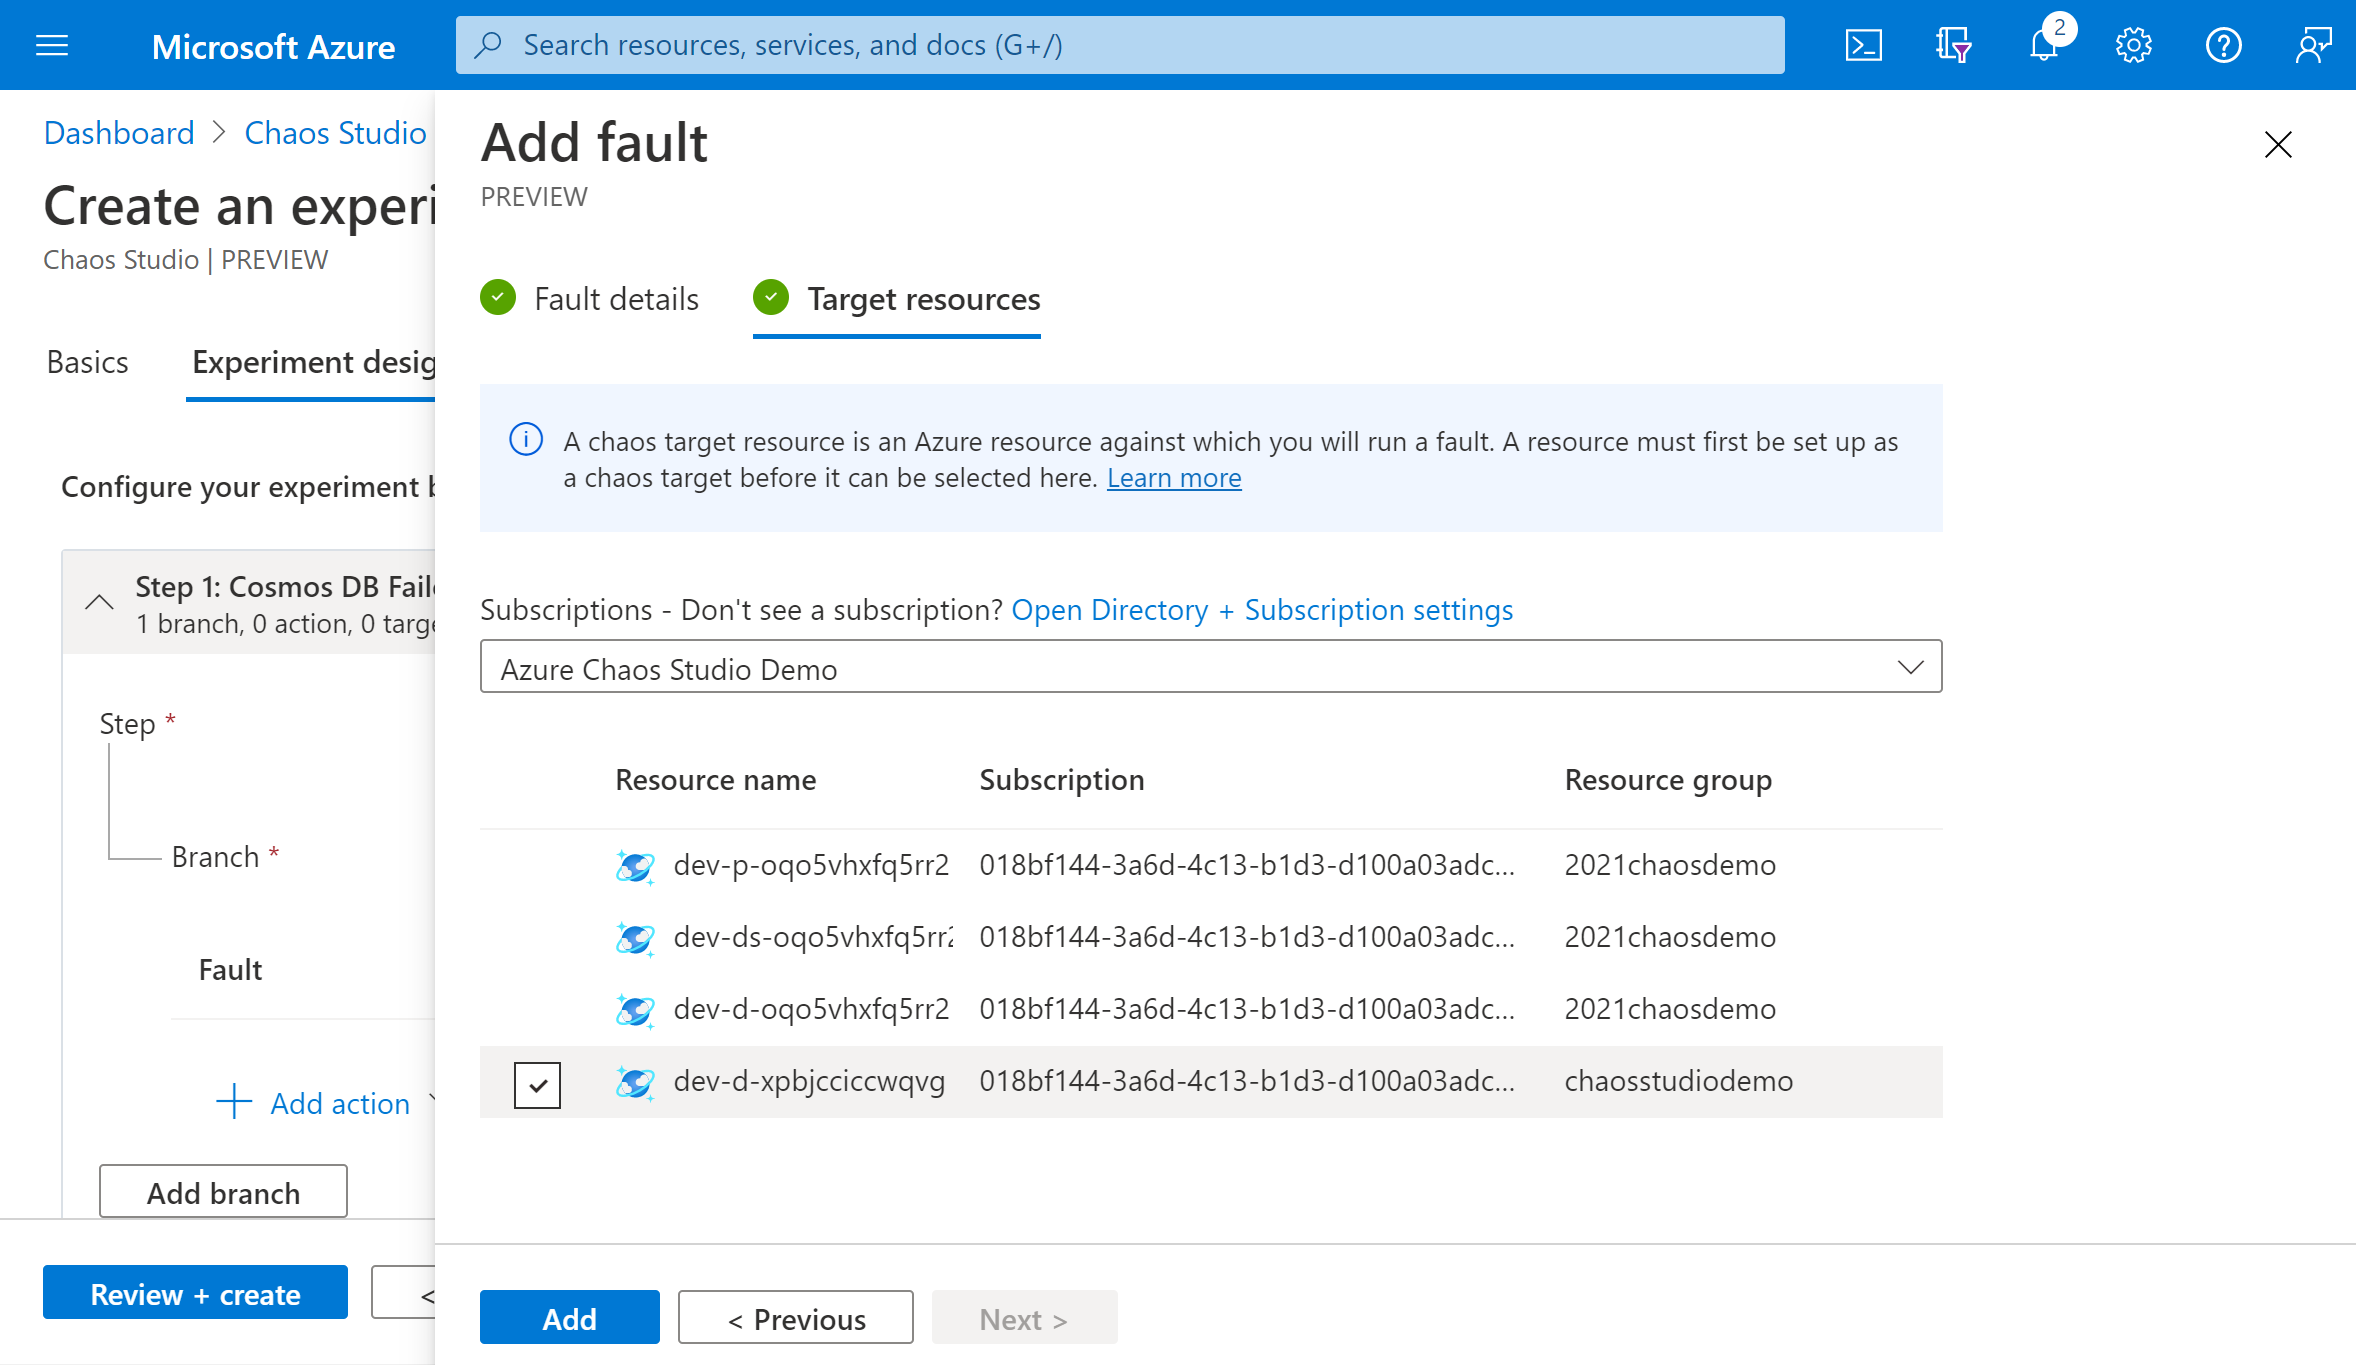 Microsoft Azure
Search resources, services, and docs (G+/)
2
Dashboard > Chaos Studio
Create an experi
Chaos Studio | PREVIEW
Basics
Experiment desig
Configure your experiment b
Step 1: Cosmos DB Failo
1 branch, 0 action, 0 targe
Step *
Branch *
Fault
+ Add action
Add branch
Review + create
<
Add fault
PREVIEW
Fault details
Target resources
A chaos target resource is an Azure resource against which you will run a fault. A resource must first be set up as
a chaos target before it can be selected here. Learn more
Subscriptions - Don't see a subscription? Open Directory + Subscription settings
Azure Chaos Studio Demo
Resource name Subscription Resource group
dev-p-oqo5vhxfq5rr2 018bf144-3a6d-4c13-b1d3-d100a03adc... 2021chaosdemo
dev-ds-oqo5vhxfq5rr2 018bf144-3a6d-4c13-b1d3-d100a03adc... 2021chaosdemo
dev-d-oqo5vhxfq5rr2 018bf144-3a6d-4c13-b1d3-d100a03adc... 2021chaosdemo
dev-d-xpbjcciccwqvg 018bf144-3a6d-4c13-b1d3-d100a03adc... chaosstudiodemo
Add
< Previous
Next >